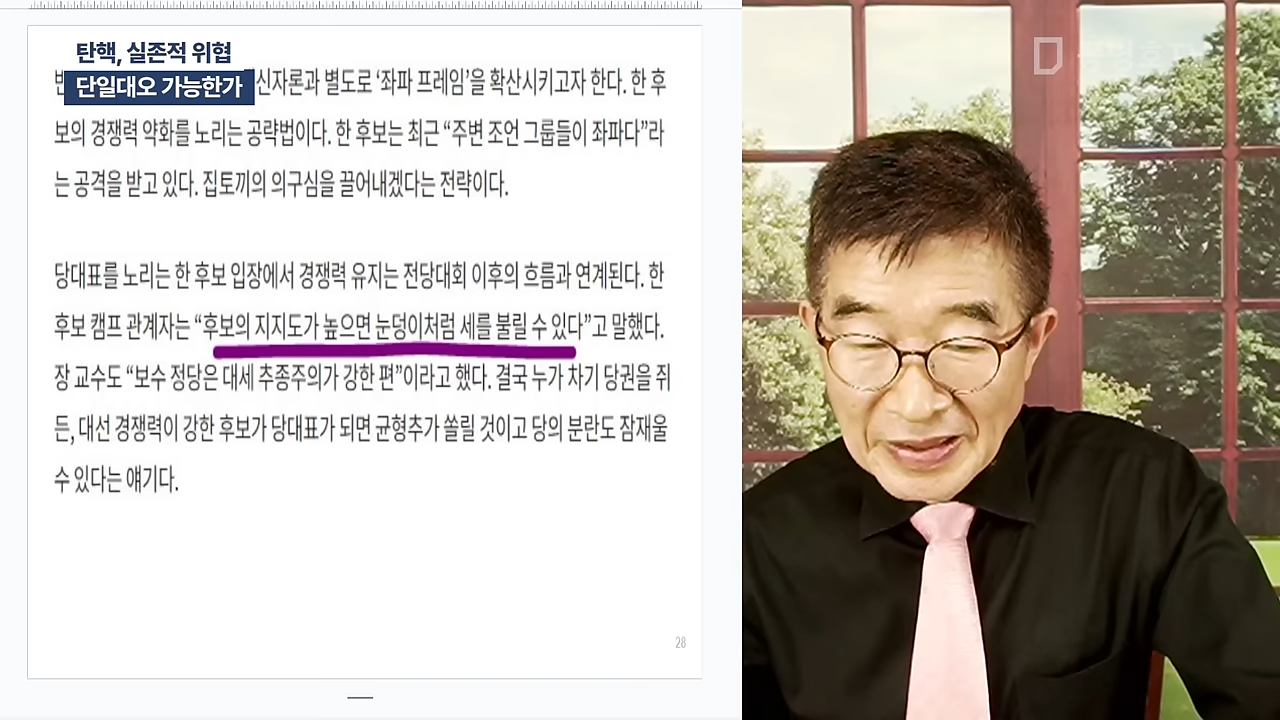 탄핵, 실존적 위협
단일대오 가능한가
신자론과 별도로 ‘좌파 프레임’을 확산시키고자 한다. 한 후
보의 경쟁력 약화를 노리는 공략법이다. 한 후보는 최근 “주변 조언 그룹들이 좌파다”라
는 공격을 받고 있다. 집토끼의 의구심을 끌어내겠다는 전략이다.
당대표를 노리는 한 후보 입장에서 경쟁력 유지는 전당대회 이후의 흐름과 연계된다. 한
후보 캠프 관계자는 “후보의 지지도가 높으면 눈덩이처럼 세를 불릴 수 있다”고 말했다.
장 교수도 “보수 정당은 대세 추종주의가 강한 편”이라고 했다. 결국 누가 차기 당권을 쥐
든, 대선 경쟁력이 강한 후보가 당대표가 되면 균형추가 쏠릴 것이고 당의 분란도 잠재울
수 있다는 얘기다.
28